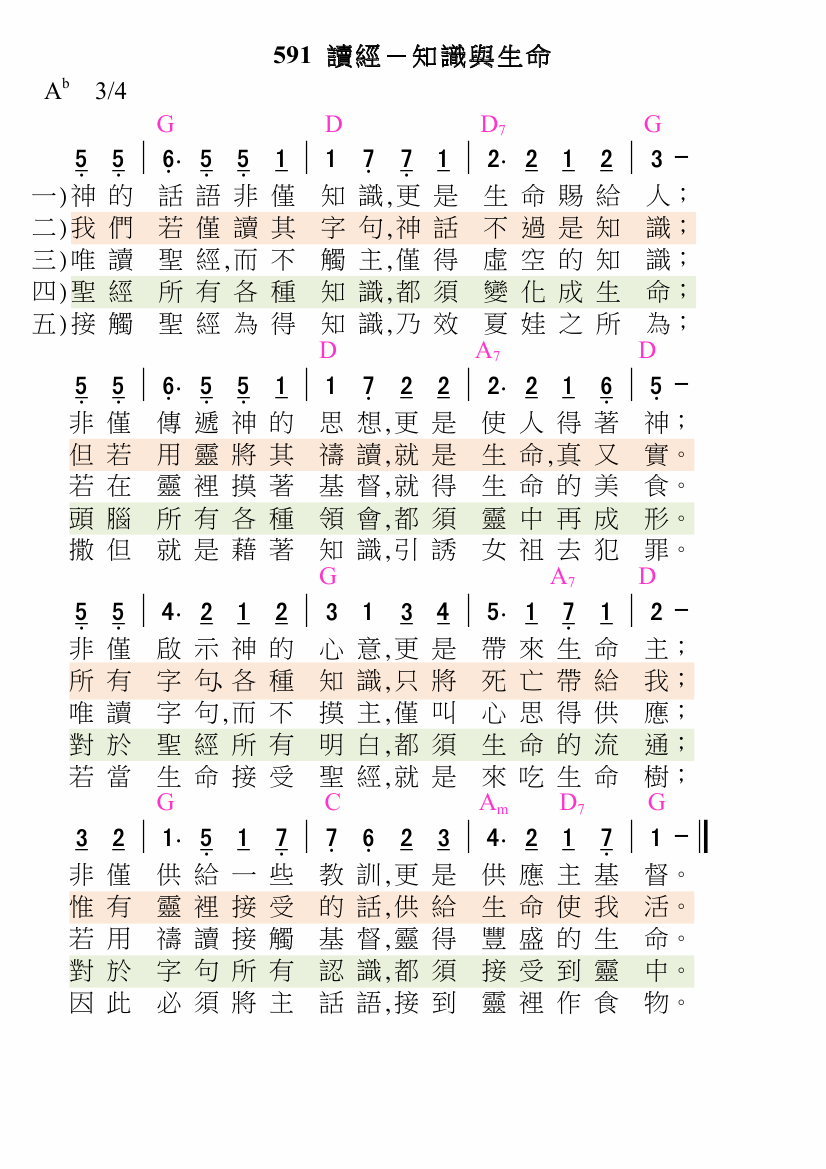 591 讀經－知識與生命
Ab 3/4
G D D7 G
5 5 | 6· 5 5 1 | 1 7 7 1 | 2· 2 1 2 | 3 －
一)神的 話語非僅 知識,更是 生命賜給 人；
二)我們 若僅讀其 字句,神話 不過是知 識；
三)唯讀 聖經,而不 觸主,僅得 虛空的知 識；
四)聖經 所有各種 知識,都須 變化成生 命；
五)接觸 聖經為得 知識,乃效 夏娃之所 為；
D A7 D
5 5 | 6· 5 5 1 | 1 7 2 2 | 2· 2 1 6 | 5· －
非僅 傳遞神的 思想,更是 使人得著 神；
但若 用靈將其 禱讀,就是 生命,真又 實。
若在 靈裡摸著 基督,就得 生命的美 食。
頭腦 所有各種 領會,都須 靈中再成 形。
撒但 就是藉著 知識,引誘 女祖去犯 罪。
G A7 D
5 5 | 4· 2 1 2 | 3 1 3 4 | 5· 1 7 1 | 2 －
非僅 啟示神的 心意,更是 帶來生命 主；
所有 字句、各種 知識,只將 死亡帶給 我；
唯讀 字句,而不 摸主,僅叫 心思得供 應；
對於 聖經所有 明白,都須 生命的流 通；
若當 生命接受 聖經,就是 來吃生命 樹；
G C Am D7 G
3 2 | 1· 5 1 7 | 7 6 2 3 | 4· 2 1 7 | 1 － ‖
非僅 供給一些 教訓,更是 供應主基 督。
惟有 靈裡接受 的話,供給 生命使我 活。
若用 禱讀接觸 基督,靈得 豐盛的生 命。
對於 字句所有 認識,都須 接受到靈 中。
因此 必須將主 話語,接到 靈裡作食 物。